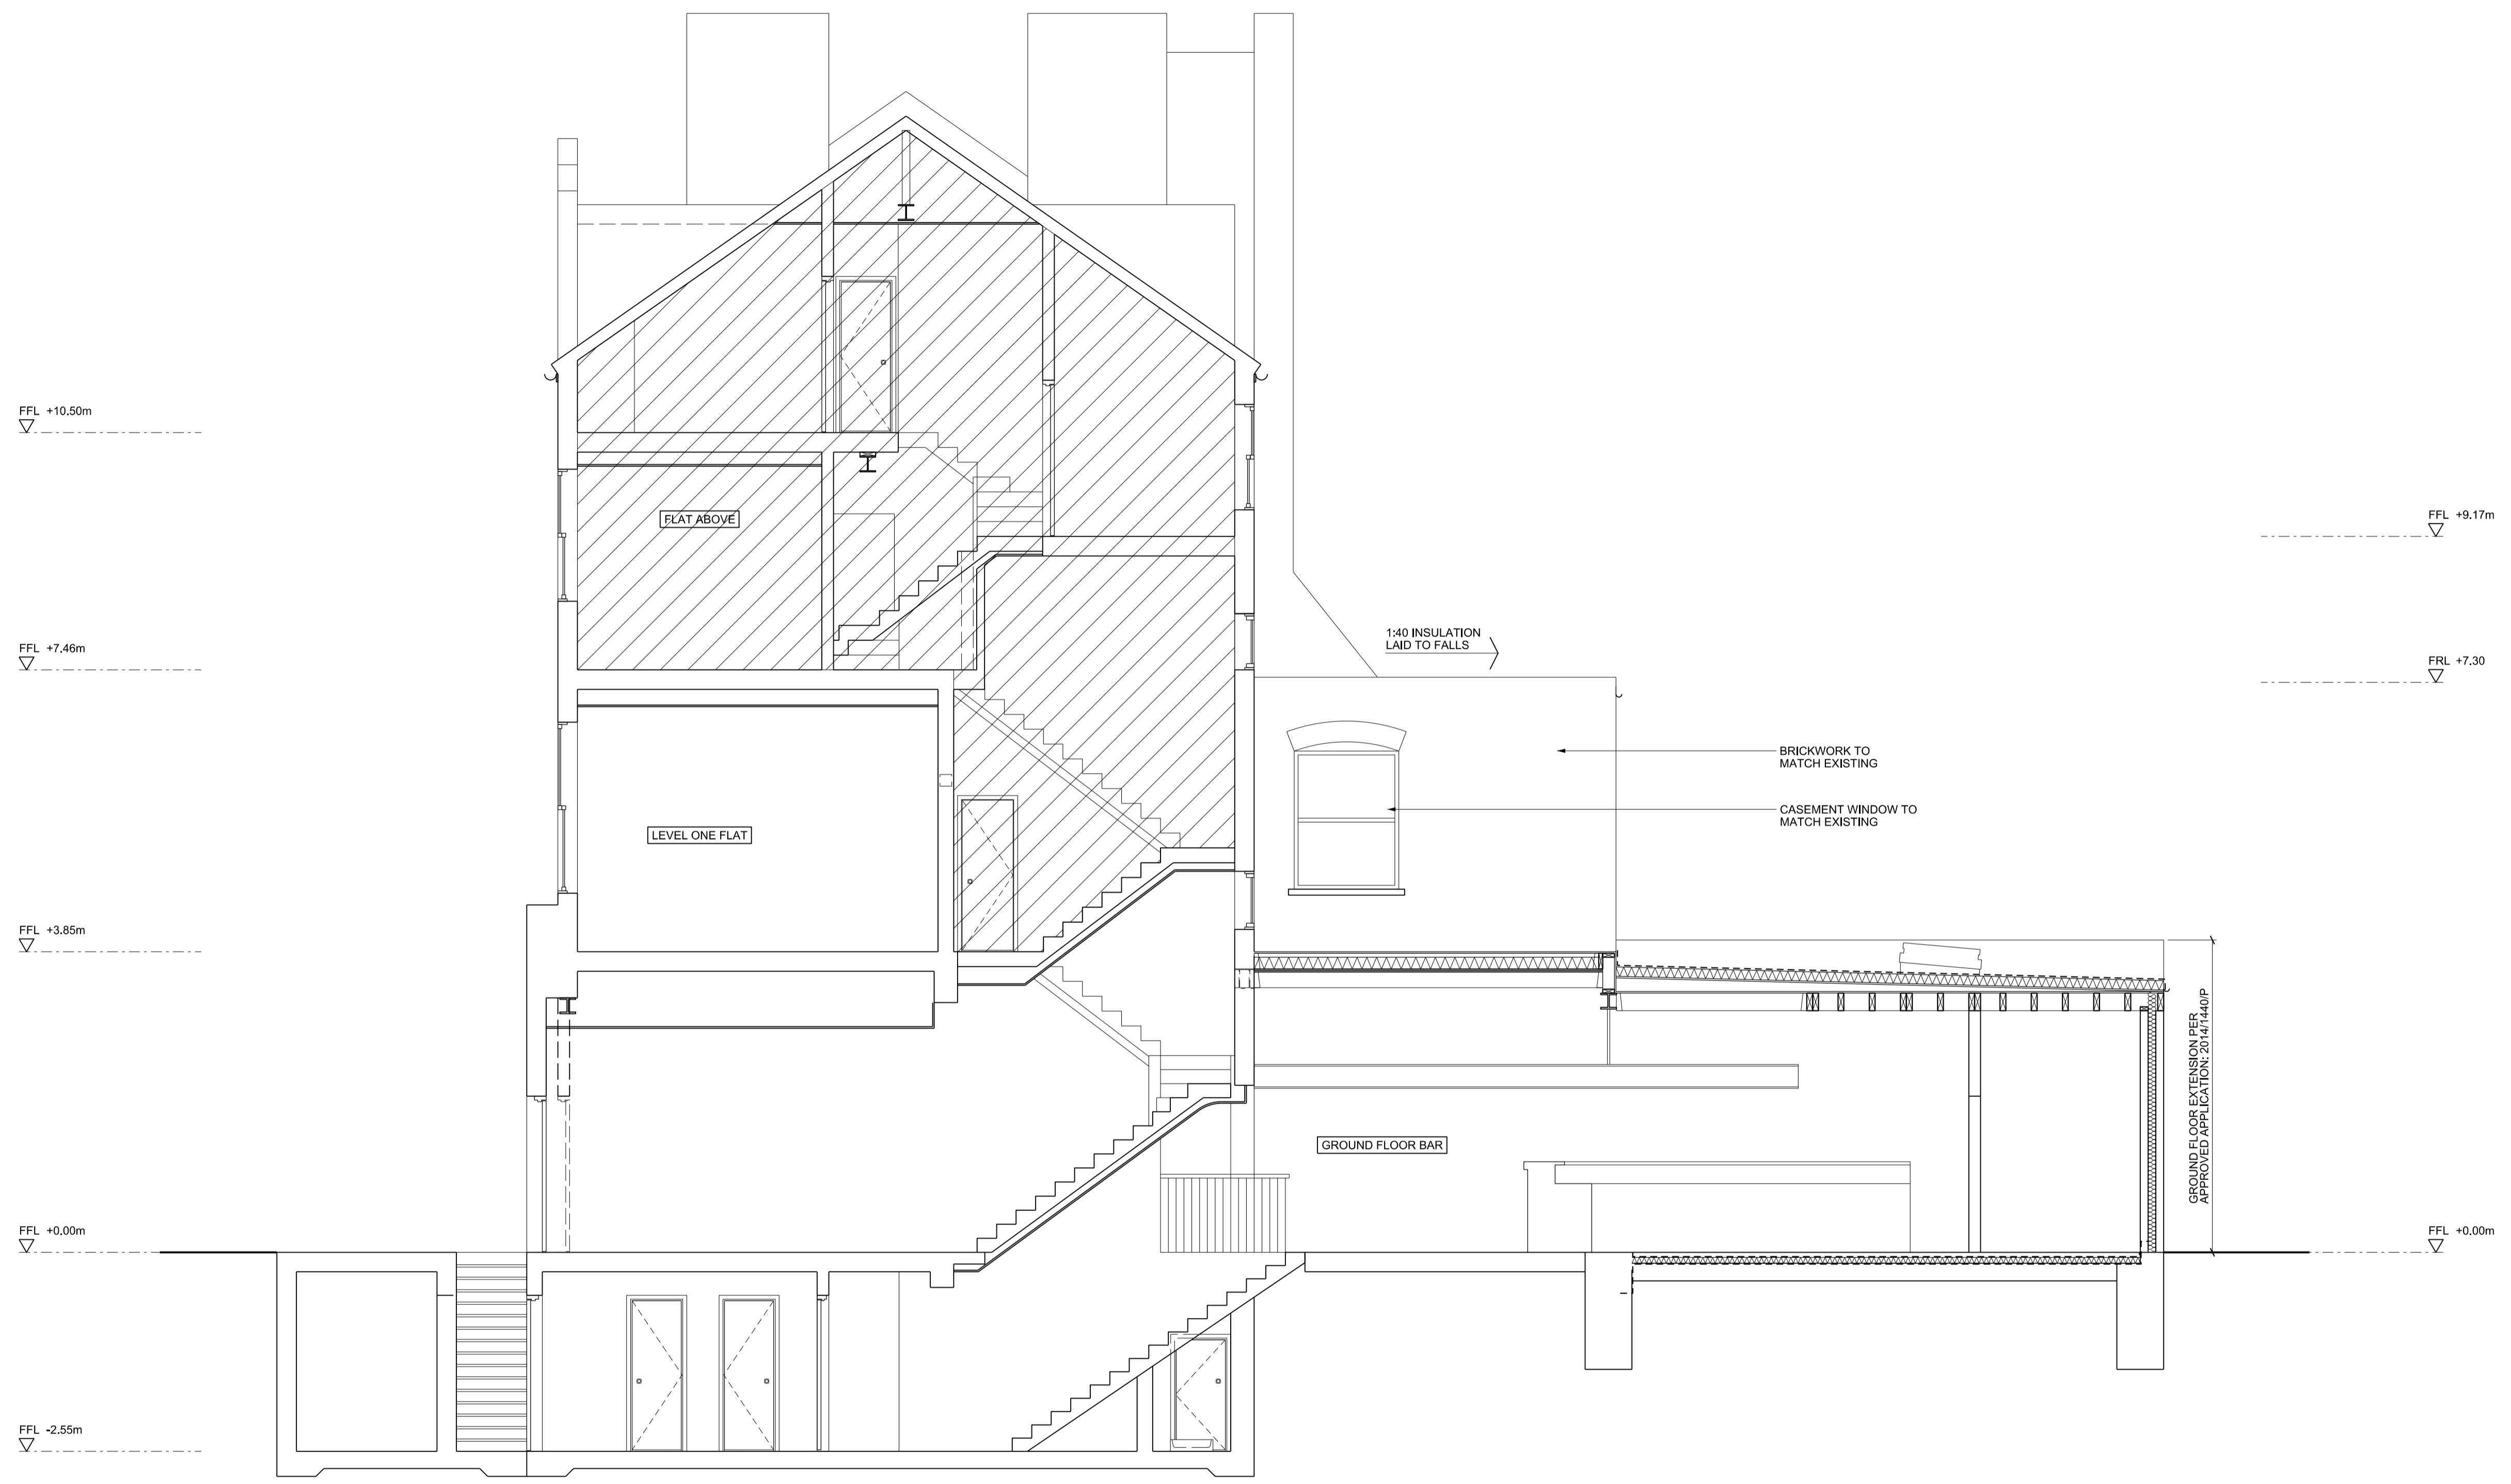 FFL +10.50m
FLAT ABOVE
FFL +9.17m
1:40 INSULATION
LAID TO FALLS
FFL +7.46m
FRL +7.30
BRICKWORK TO
MATCH EXISTING
CASEMENT WINDOW TO
MATCH EXISTING
LEVEL ONE FLAT
FFL +3.85m
GROUND FLOOR EXTENSION PER
APPROVED APPLICATION: 2014/1440/P
GROUND FLOOR BAR
FFL +0.00m
FFL +0.00m
FFL -2.55m